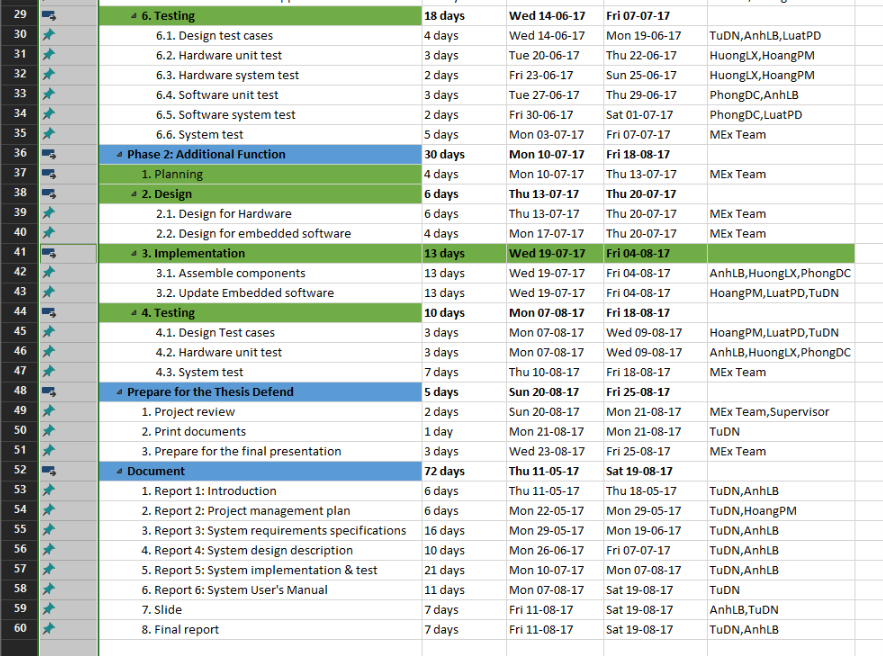 29 6. Testing 18 days Wed 14-06-17 Fri 07-07-17
30 6.1. Design test cases 4 days Wed 14-06-17 Mon 19-06-17 TuDN,AnhLB,LuatPD
31 6.2. Hardware unit test 3 days Tue 20-06-17 Thu 22-06-17 HuongLX,HoangPM
32 6.3. Hardware system test 2 days Fri 23-06-17 Sun 25-06-17 HuongLX,HoangPM
33 6.4. Software unit test 3 days Tue 27-06-17 Thu 29-06-17 PhongDC,AnhLB
34 6.5. Software system test 2 days Fri 30-06-17 Sat 01-07-17 PhongDC,LuatPD
35 6.6. System test 5 days Mon 03-07-17 Fri 07-07-17 MEx Team
36 Phase 2: Additional Function 30 days Mon 10-07-17 Fri 18-08-17
37 1. Planning 4 days Mon 10-07-17 Thu 13-07-17 MEx Team
38 2. Design 6 days Thu 13-07-17 Thu 20-07-17
39 2.1. Design for Hardware 6 days Thu 13-07-17 Thu 20-07-17 MEx Team
40 2.2. Design for embedded software 4 days Mon 17-07-17 Thu 20-07-17 MEx Team
41 3. Implementation 13 days Wed 19-07-17 Fri 04-08-17
42 3.1. Assemble components 13 days Wed 19-07-17 Fri 04-08-17 AnhLB,HuongLX,PhongDC
43 3.2. Update Embedded software 13 days Wed 19-07-17 Fri 04-08-17 HoangPM,LuatPD,TuDN
44 4. Testing 10 days Mon 07-08-17 Fri 18-08-17
45 4.1. Design Test cases 3 days Mon 07-08-17 Wed 09-08-17 HoangPM,LuatPD,TuDN
46 4.2. Hardware unit test 3 days Mon 07-08-17 Wed 09-08-17 AnhLB,HuongLX,PhongDC
47 4.3. System test 7 days Thu 10-08-17 Fri 18-08-17 MEx Team
48 Prepare for the Thesis Defend 5 days Sun 20-08-17 Fri 25-08-17
49 1. Project review 2 days Sun 20-08-17 Mon 21-08-17 MEx Team,Supervisor
50 2. Print documents 1 day Mon 21-08-17 Mon 21-08-17 TuDN
51 3. Prepare for the final presentation 3 days Wed 23-08-17 Fri 25-08-17 MEx Team
52 Document 72 days Thu 11-05-17 Sat 19-08-17
53 1. Report 1: Introduction 6 days Thu 11-05-17 Thu 18-05-17 TuDN,AnhLB
54 2. Report 2: Project management plan 6 days Mon 22-05-17 Mon 29-05-17 TuDN,HoangPM
55 3. Report 3: System requirements specifications 16 days Mon 29-05-17 Mon 19-06-17 TuDN,AnhLB
56 4. Report 4: System design description 10 days Mon 26-06-17 Fri 07-07-17 TuDN,AnhLB
57 5. Report 5: System implementation & test 21 days Mon 10-07-17 Mon 07-08-17 TuDN,AnhLB
58 6. Report 6: System User's Manual 11 days Mon 07-08-17 Sat 19-08-17 TuDN
59 7. Slide 7 days Fri 11-08-17 Sat 19-08-17 AnhLB,TuDN
60 8. Final report 7 days Fri 11-08-17 Sat 19-08-17 TuDN,AnhLB